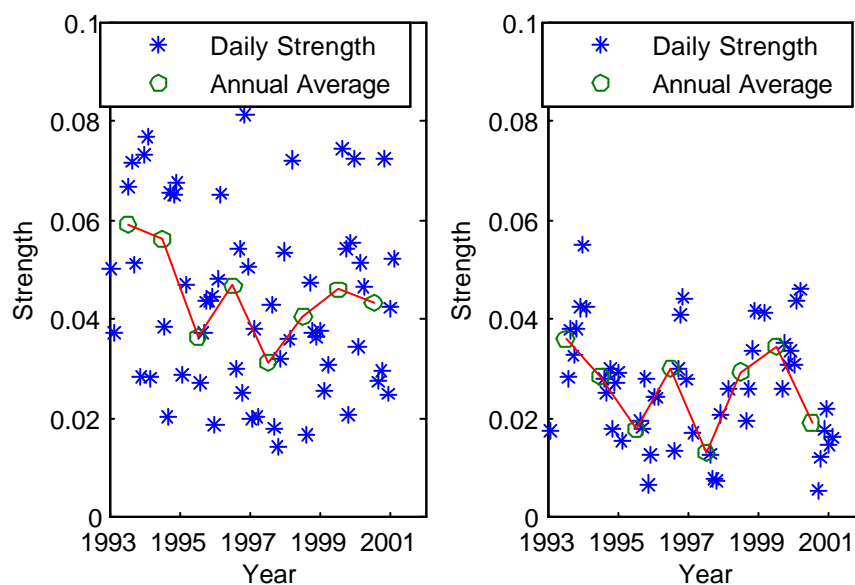 0.1
Daily Strength
Annual Average
0.08
0.06
0.04
0.02
0
Strength
1993 1995 1997 1999 2001
Year
0.1
Daily Strength
Annual Average
0.08
0.06
0.04
0.02
0
Strength
1993 1995 1997 1999 2001
Year